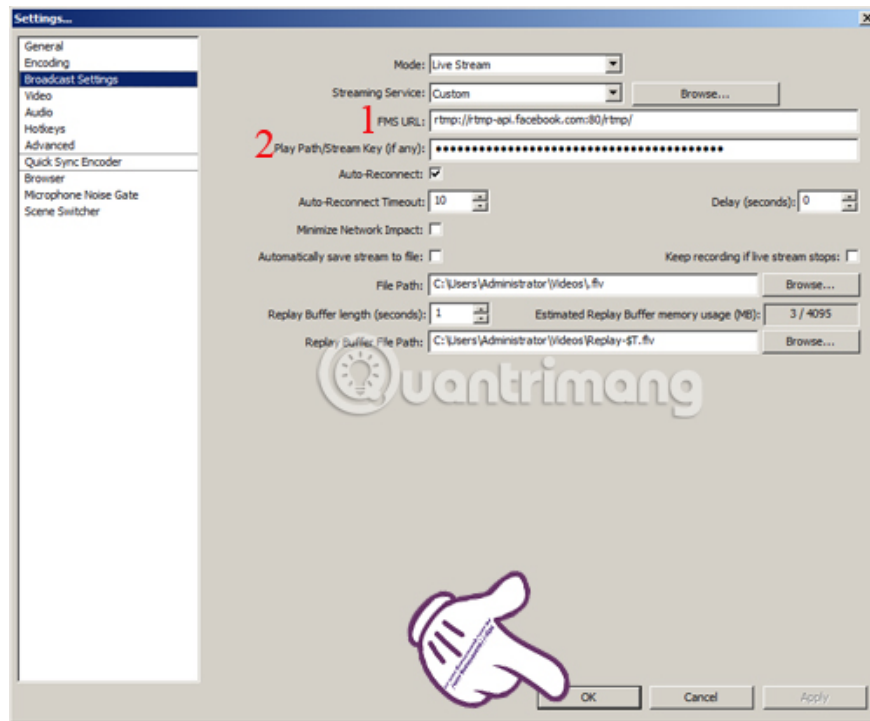 Settings...
General
Encoding
Broadcast Settings
Video
Audio
Hotkeys
Advanced
Quick Sync Encoder
Browser
Microphone Noise Gate
Scene Switcher
Mode: Live Stream
Streaming Service: Custom Browse...
1 FMS URL: rtmp://rtmp-api.facebook.com:80/rtmp/
2 Play Path/Stream Key (if any): ••••••••••••••••••••••••••••••••••••••••
Auto-Reconnect:
Auto-Reconnect Timeout: 10 Delay (seconds): 0
Minimize Network Impact:
Automatically save stream to file: Keep recording if live stream stops:
File Path: C:\Users\Administrator\Videos\.flv Browse...
Replay Buffer length (seconds): 1 Estimated Replay Buffer memory usage (MB): 3 / 4095
Replay Buffer File Path: C:\Users\Administrator\Videos\Replay-$T.flv Browse...
Quantrimang
OK Cancel Apply